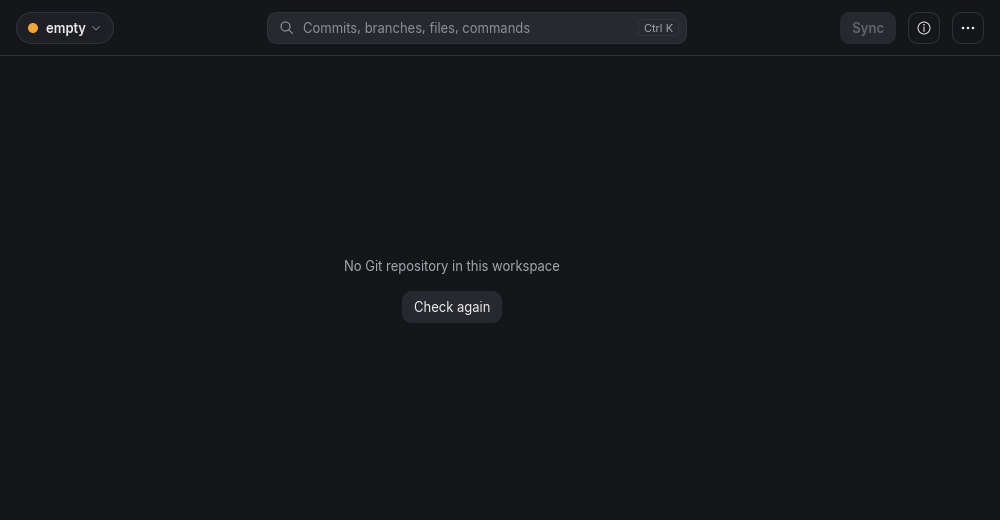 empty
Commits, branches, files, commands
Ctrl K
Sync
No Git repository in this workspace
Check again